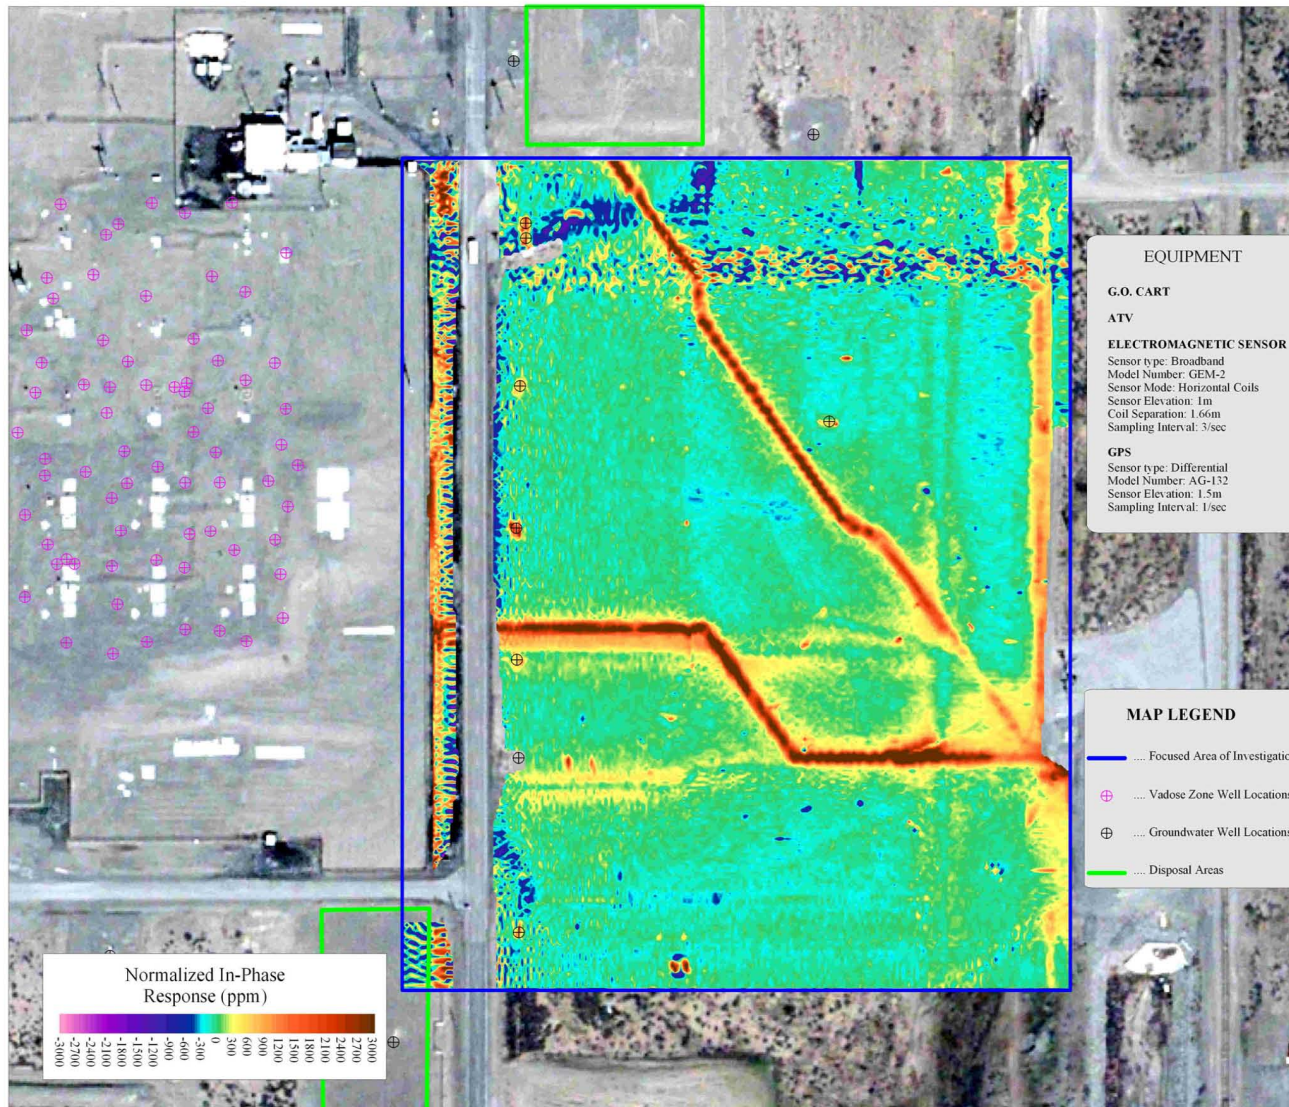 EQUIPMENT
G.O. CART
ATV
ELECTROMAGNETIC SENSOR
Sensor type: Broadband
Model Number: GEM-2
Sensor Mode: Horizontal Coils
Sensor Elevation: 1m
Coil Separation: 1.66m
Sampling Interval: 3/sec
GPS
Sensor type: Differential
Model Number: AG-132
Sensor Elevation: 1.5m
Sampling Interval: 1/sec
MAP LEGEND
.... Focused Area of Investigatio
.... Vadose Zone Well Locations
.... Groundwater Well Locations
.... Disposal Areas
Normalized In-Phase
Response (ppm)
-3000 -2700 -2400 -2100 -1800 -1500 -1200 -900 -600 -300 0 300 600 900 1200 1500 1800 2100 2400 2700 3000